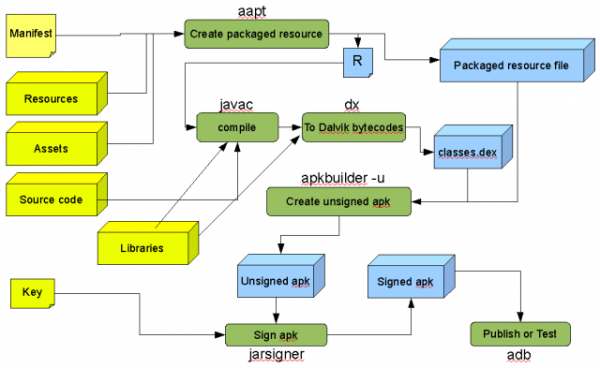 aapt
Manifest
Create packaged resource
R
Packaged resource file
Resources
javac
dx
compile
To Dalvik bytecodes
Assets
classes.dex
apkbuilder -u
Source code
Create unsigned apk
Libraries
Unsigned apk
Signed apk
Key
Sign apk
Publish or Test
jarsigner
adb